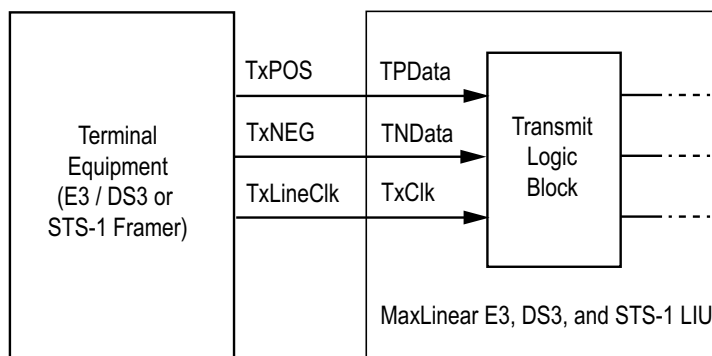 TxPOS
TPData
TxNEG
TNData
TxLineClk
TxClk
Terminal
Equipment
(E3 / DS3 or
STS-1 Framer)
Transmit
Logic
Block
MaxLinear E3, DS3, and STS-1 LIU